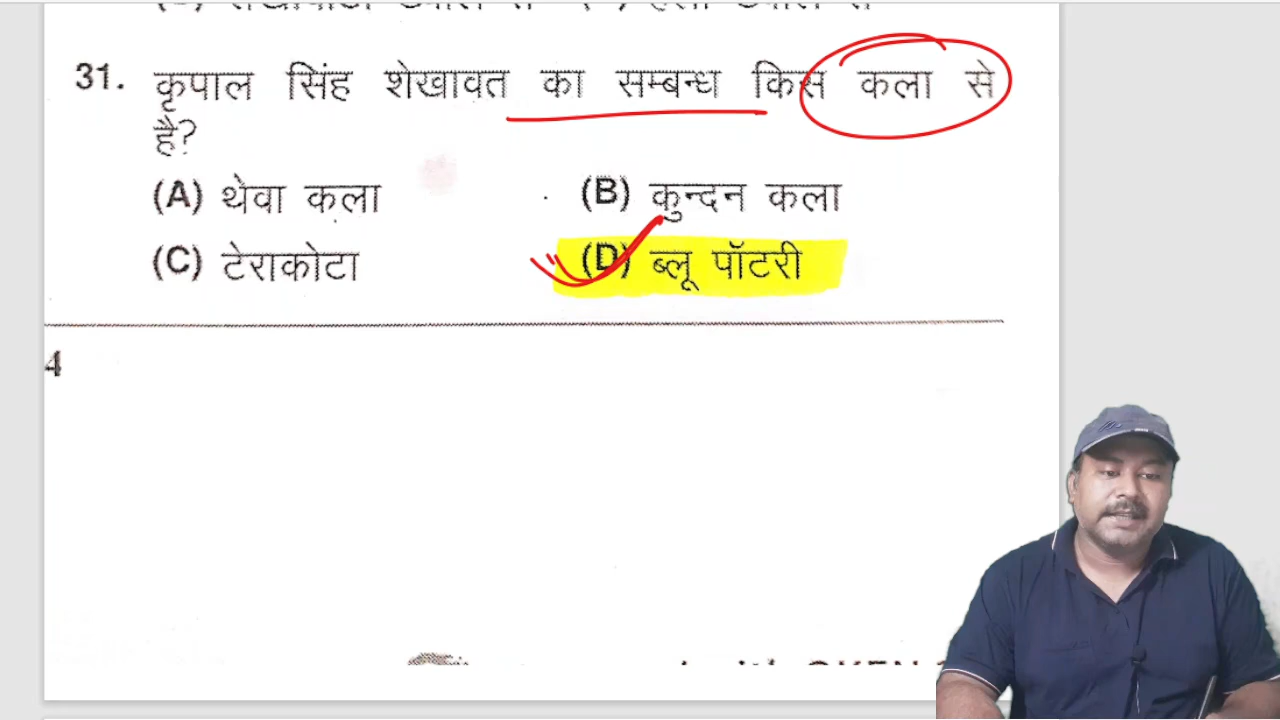 31. कृपाल सिंह शेखावत का सम्बन्ध किस कला से
है?
(A) थेवा कला (B) कुन्दन कला
(C) टेराकोटा (D) ब्लू पॉटरी
4